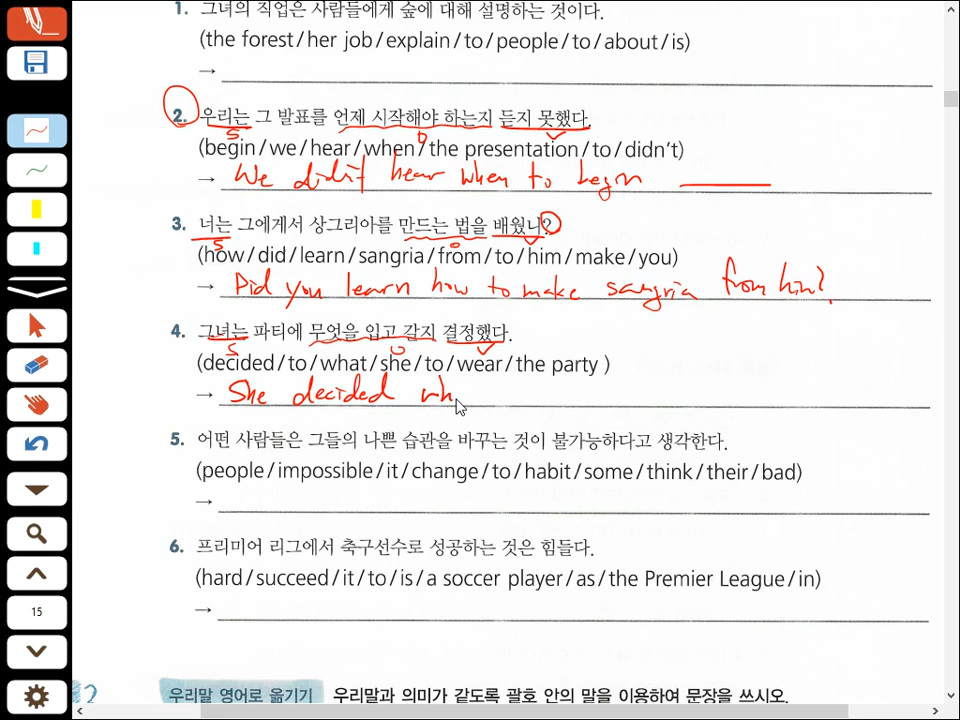 1. 그녀의 직업은 사람들에게 숲에 대해 설명하는 것이다.
(the forest/her job/explain/to/people/to/about/is)
→
2. 우리는 그 발표를 언제 시작해야 하는지 듣지 못했다.
S O V
(begin/we/hear/when/the presentation/to/didn't)
→ We didn't hear when to begin
3. 너는 그에게서 상그리아를 만드는 법을 배웠니?
S O V
(how/did/learn/sangria/from/to/him/make/you)
→ Did you learn how to make sangria from him?
4. 그녀는 파티에 무엇을 입고 갈지 결정했다.
S O V
(decided/to/what/she/to/wear/the party )
→ She decided wh
5. 어떤 사람들은 그들의 나쁜 습관을 바꾸는 것이 불가능하다고 생각한다.
(people/impossible/it/change/to/habit/some/think/their/bad)
→
6. 프리미어 리그에서 축구선수로 성공하는 것은 힘들다.
(hard/succeed/it/to/is/a soccer player/as/the Premier League/in)
→
15
2 우리말 영어로 옮기기 우리말과 의미가 같도록 괄호 안의 말을 이용하여 문장을 쓰시오.